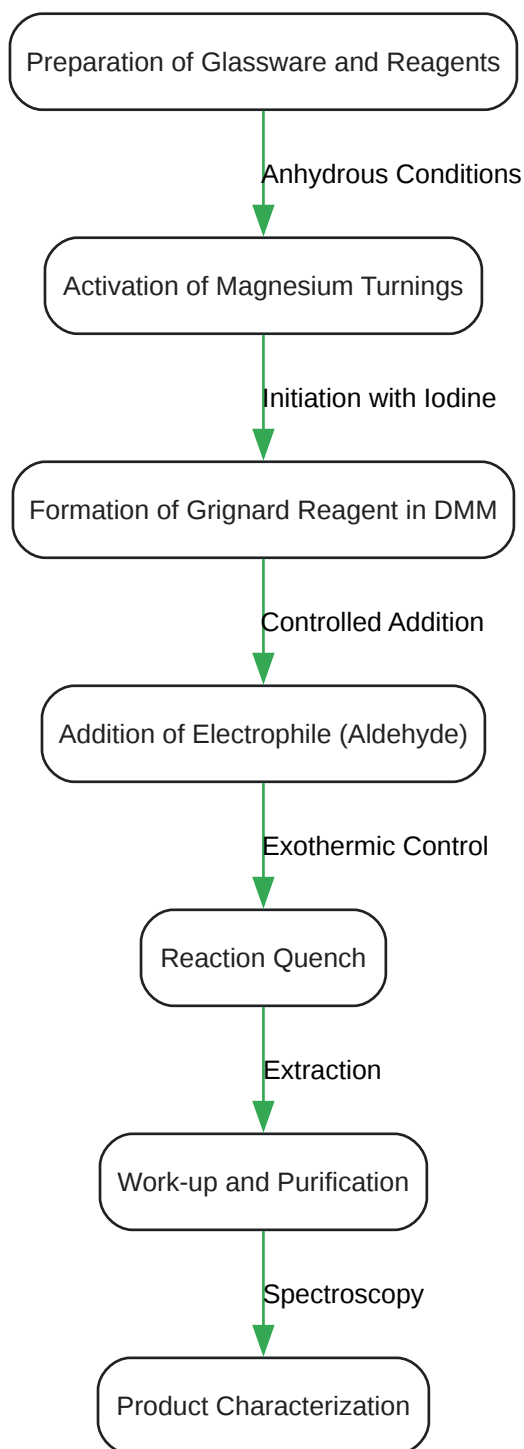 Preparation of Glassware and Reagents
Anhydrous Conditions
Activation of Magnesium Turnings
Initiation with Iodine
Formation of Grignard Reagent in DMM
Controlled Addition
Addition of Electrophile (Aldehyde)
Exothermic Control
Reaction Quench
Extraction
Work-up and Purification
Spectroscopy
Product Characterization